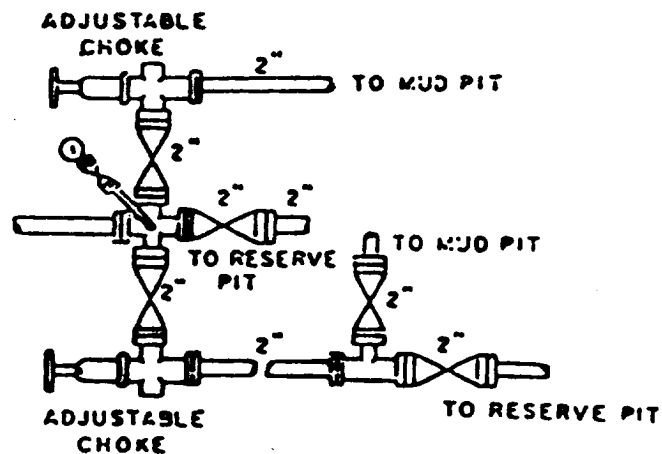 ADJUSTABLE
CHOKE
2"
TO MUD PIT
2"
2"
2"
TO RESERVE
PIT
TO MUD PIT
2"
2"
2"
2"
TO RESERVE PIT
ADJUSTABLE
CHOKE